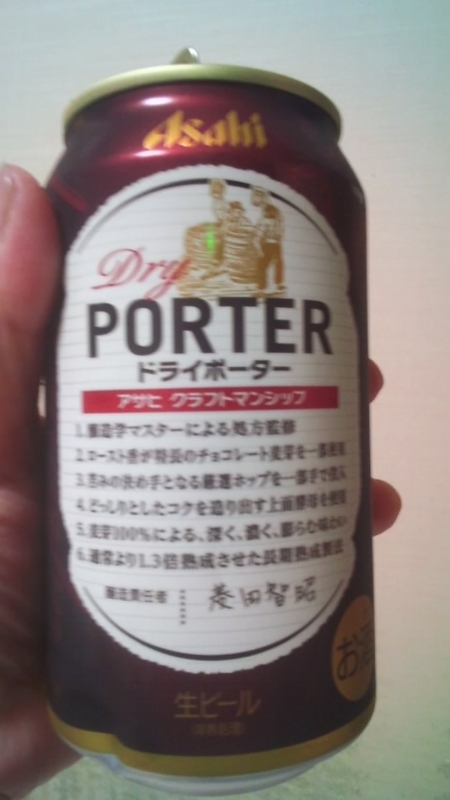 Asahi
Dry
PORTER
ドライポーター
アサヒ クラフトマンシップ
1. 醸造学マスターによる処方監修
2. ロースト香が特長のチョコレート麦芽を一部使用
3. 苦みの決め手となる厳選ホップを一部手で投入
4. どっしりとしたコクを造り出す上面酵母を使用
5. 麦芽100%による、深く、濃く、膨らむ味わい
6. 通常より1.3倍熟成させた長期熟成製法
醸造責任者
田智昭
お酒
生ビール